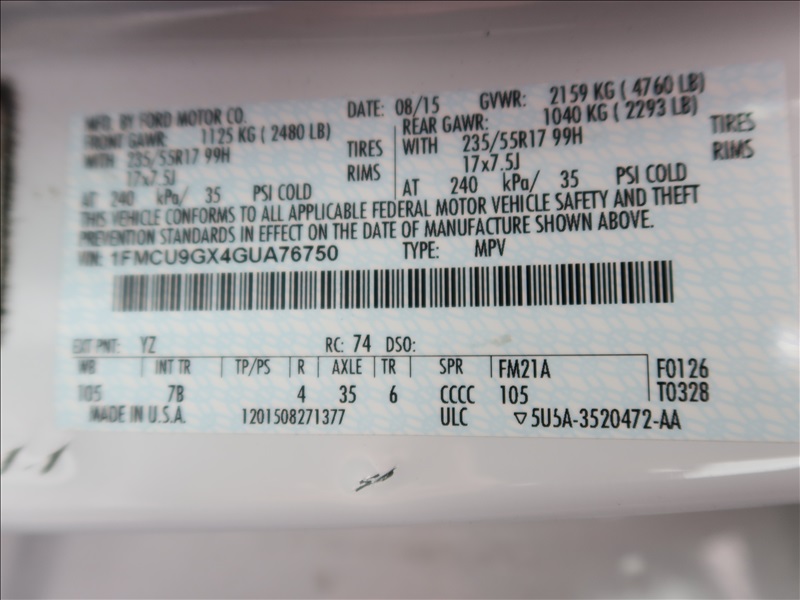 MFD. BY FORD MOTOR CO.
DATE: 08/15 GVWR: 2159 KG ( 4760 LB)
FRONT GAWR: 1125 KG ( 2480 LB)
REAR GAWR: 1040 KG ( 2293 LB)
WITH 235/55R17 99H TIRES
WITH 235/55R17 99H TIRES
17x7.5J RIMS
17x7.5J RIMS
AT 240 kPa/ 35 PSI COLD
AT 240 kPa/ 35 PSI COLD
THIS VEHICLE CONFORMS TO ALL APPLICABLE FEDERAL MOTOR VEHICLE SAFETY AND THEFT
PREVENTION STANDARDS IN EFFECT ON THE DATE OF MANUFACTURE SHOWN ABOVE.
VIN: 1FMCU9GX4GUA76750 TYPE: MPV
EXT PNT: YZ RC: 74 DSO:
WB INT TR TP/PS R AXLE TR SPR FM21A F0126
105 7B 4 35 6 CCCC 105 T0328
MADE IN U.S.A. 1201508271377 ULC ▽5U5A-3520472-AA